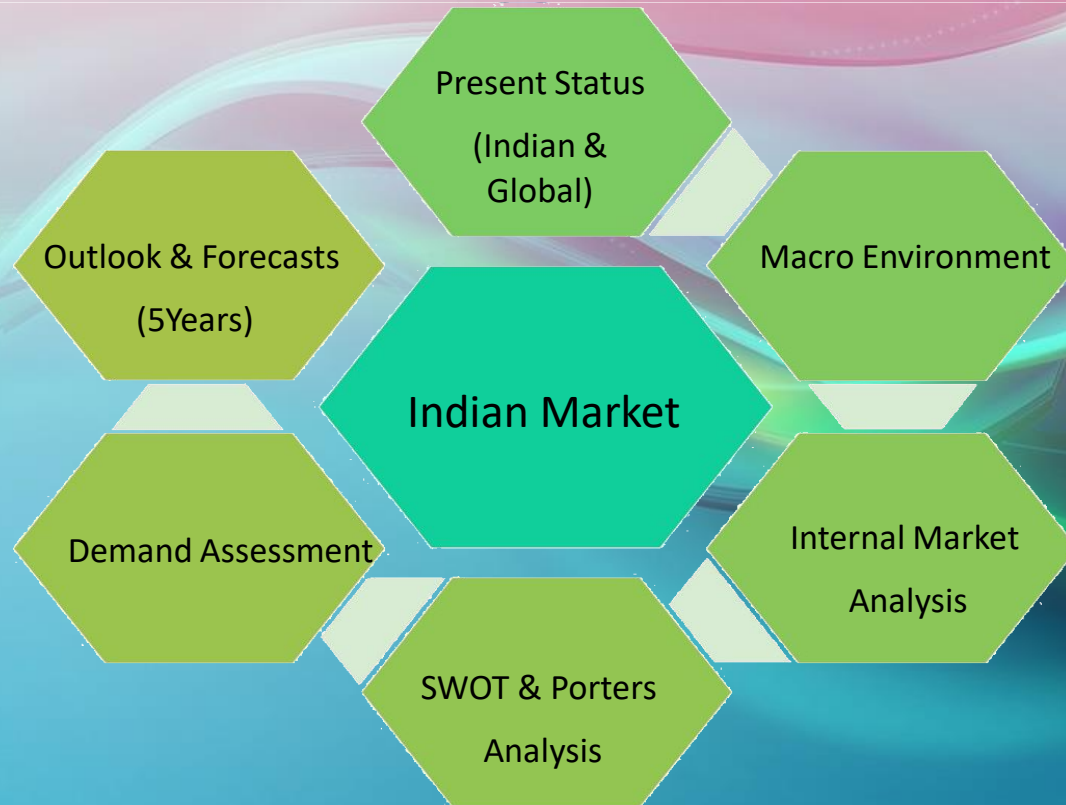 Present Status
(Indian &
Global)
Macro Environment
Internal Market
Analysis
SWOT & Porters
Analysis
Demand Assessment
Outlook & Forecasts
(5Years)
Indian Market